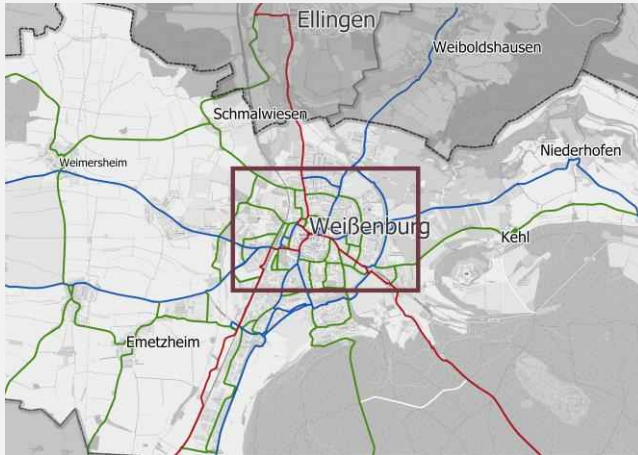 Ellingen
Weiboldshausen
Schmalwiesen
Niederhofen
Weimersheim
Weißenburg
Kehl
Emetzheim